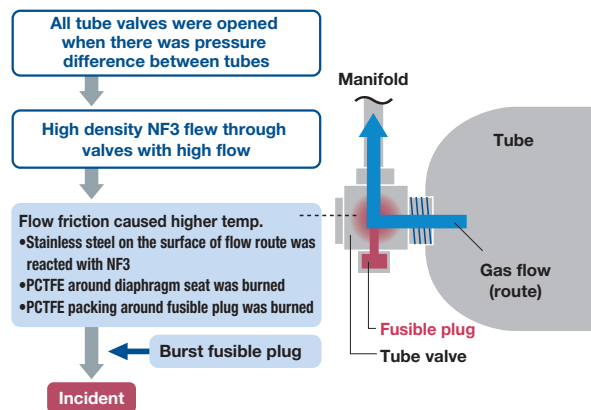 All tube valves were opened
when there was pressure
difference between tubes
High density NF3 flew through
valves with high flow
Flow friction caused higher temp.
•Stainless steel on the surface of flow route was
reacted with NF3
•PCTFE around diaphragm seat was burned
•PCTFE packing around fusible plug was burned
Burst fusible plug
Incident
Manifold
Tube
Gas flow
(route)
Fusible plug
Tube valve